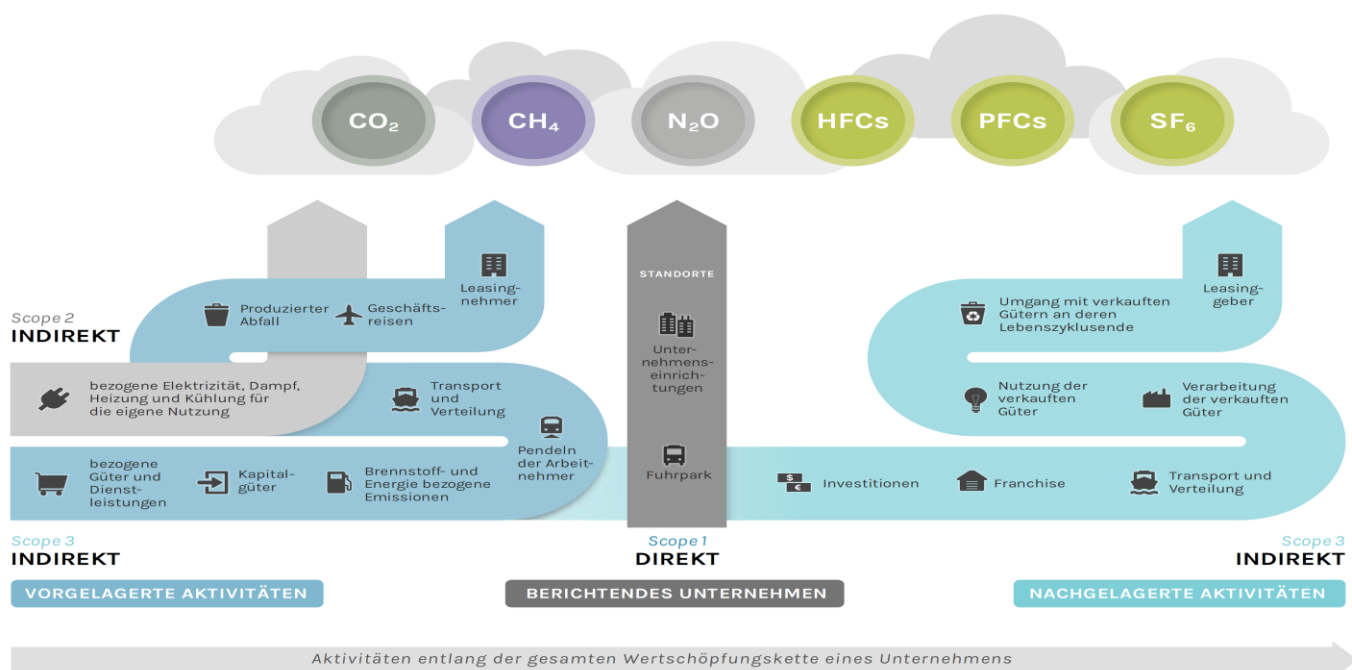 CO₂
CH₄
N₂O
HFCs
PFCs
SF₆
Leasing-
nehmer
Produzierter
Abfall
Geschäfts-
reisen
Scope 2
INDIREKT
bezogene Elektrizität, Dampf,
Heizung und Kühlung für
die eigene Nutzung
Transport
und
Verteilung
Pendeln
der Arbeit-
nehmer
bezogene
Güter und
Dienst-
leistungen
Kapital-
güter
Brennstoff- und
Energie bezogene
Emissionen
Scope 3
INDIREKT
VORGELAGERTE AKTIVITÄTEN
STANDORTE
Unter-
nehmens-
einrich-
tungen
Fuhrpark
Scope 1
DIREKT
BERICHTENDES UNTERNEHMEN
Leasing-
geber
Umgang mit verkauften
Gütern an deren
Lebenszyklusende
Nutzung der
verkauften
Güter
Verarbeitung
der verkauften
Güter
$
€
Investitionen
Franchise
Transport und
Verteilung
Scope 3
INDIREKT
NACHGELAGERTE AKTIVITÄTEN
Aktivitäten entlang der gesamten Wertschöpfungskette eines Unternehmens